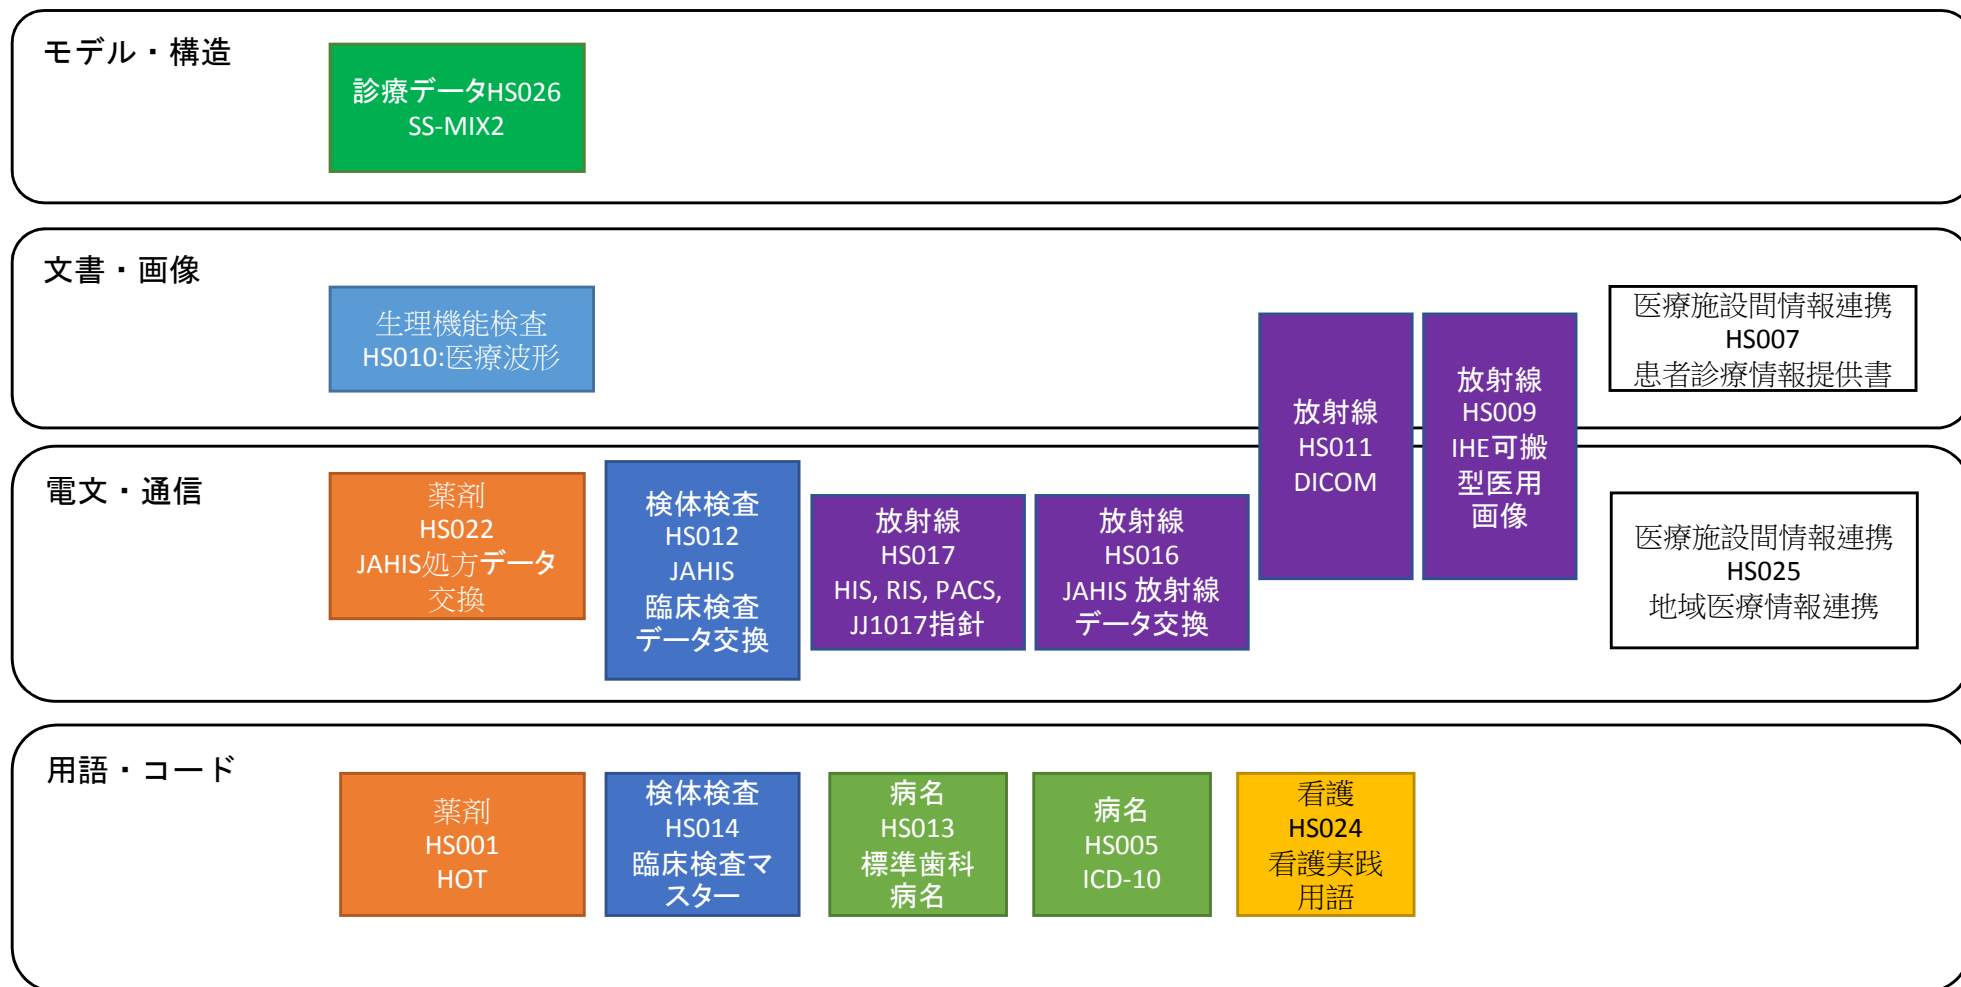 モデル・構造
診療データHS026
SS-MIX2
文書・画像
生理機能検査
HS010:医療波形
放射線
HS011
DICOM
放射線
HS009
IHE可搬
型医用
画像
医療施設間情報連携
HS007
患者診療情報提供書
電文・通信
薬剤
HS022
JAHIS処方データ
交換
検体検査
HS012
JAHIS
臨床検査
データ交換
放射線
HS017
HIS, RIS, PACS,
JJ1017指針
放射線
HS016
JAHIS 放射線
データ交換
医療施設間情報連携
HS025
地域医療情報連携
用語・コード
薬剤
HS001
HOT
検体検査
HS014
臨床検査マ
スター
病名
HS013
標準歯科
病名
病名
HS005
ICD-10
看護
HS024
看護実践
用語